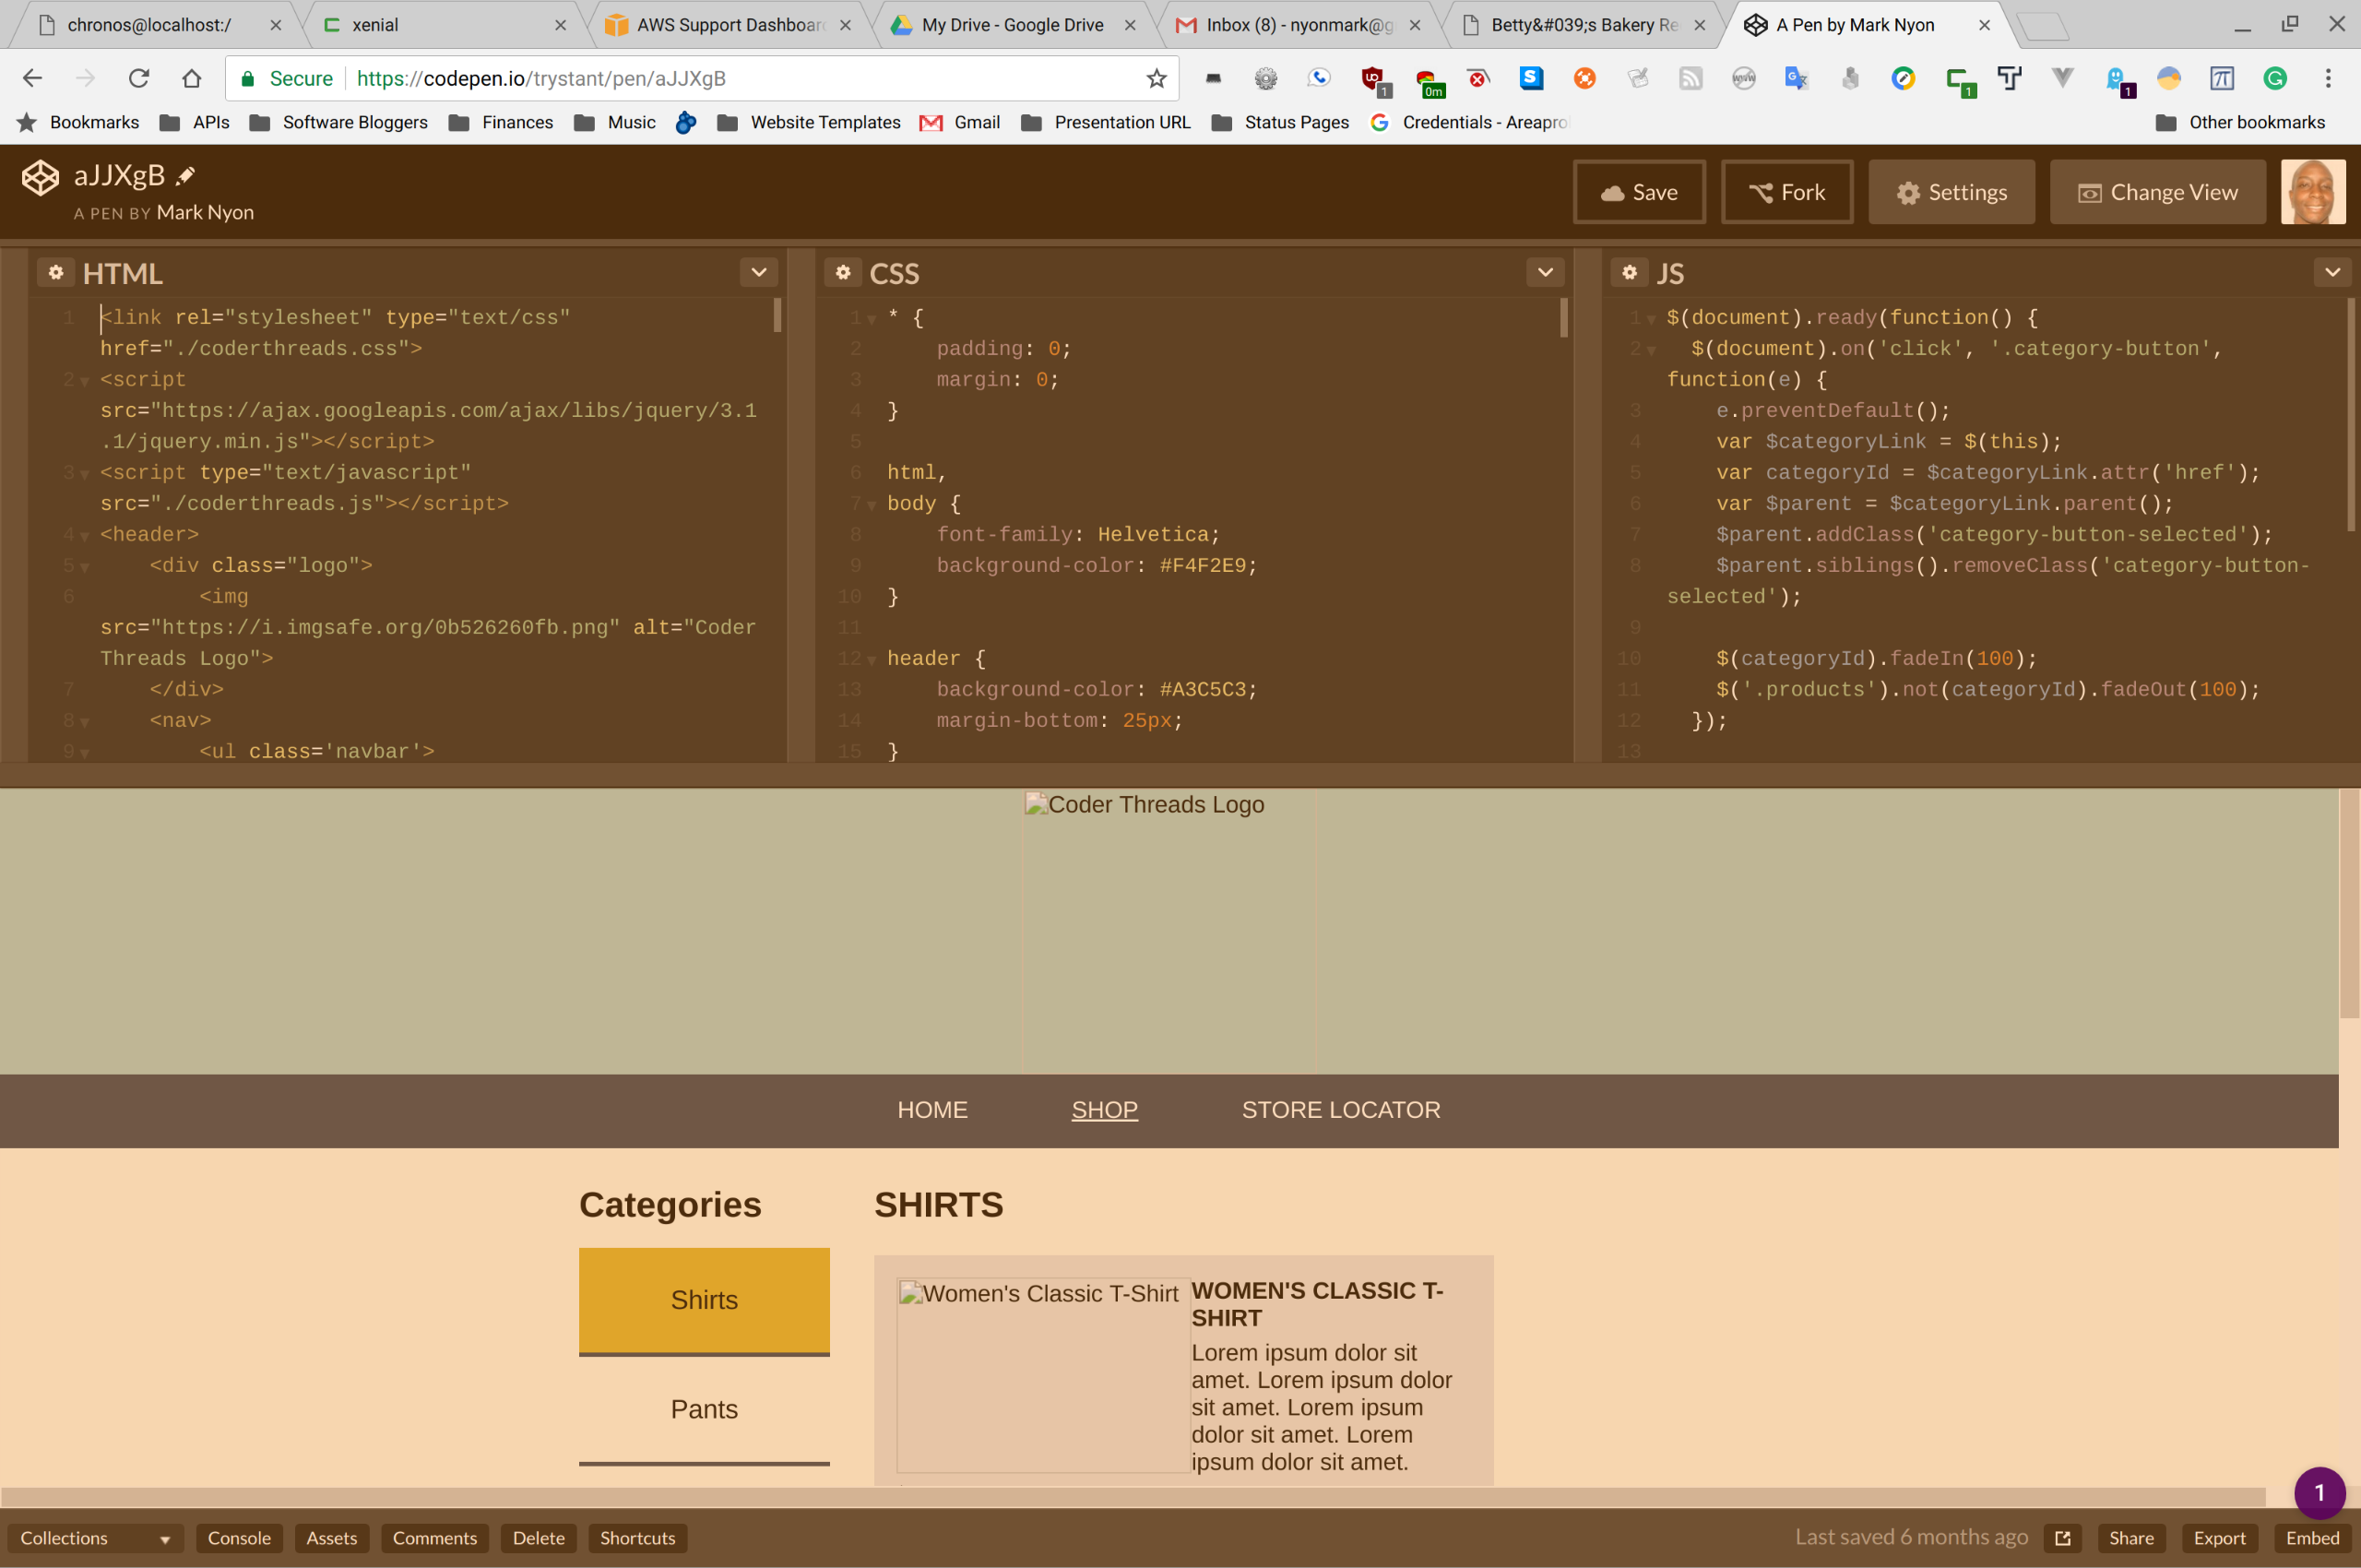 chronos@localhost:/
xenial
AWS Support Dashboar
My Drive - Google Drive
Inbox (8) - nyonmark@g
Betty&#039;s Bakery Re
A Pen by Mark Nyon
Secure
https://codepen.io/trystant/pen/aJJXgB
Bookmarks
APIs
Software Bloggers
Finances
Music
Website Templates
Gmail
Presentation URL
Status Pages
Credentials - Areapro
Other bookmarks
aJJXgB
A PEN BY Mark Nyon
Save
Fork
Settings
Change View
HTML
1 <link rel="stylesheet" type="text/css"
href="./coderthreads.css">
2 <script
src="https://ajax.googleapis.com/ajax/libs/jquery/3.1
.1/jquery.min.js"></script>
3 <script type="text/javascript"
src="./coderthreads.js"></script>
4 <header>
5 <div class="logo">
6 <img
src="https://i.imgsafe.org/0b526260fb.png" alt="Coder
Threads Logo">
7 </div>
8 <nav>
9 <ul class='navbar'>
CSS
1 * {
2 padding: 0;
3 margin: 0;
4 }
5
6 html,
7 body {
8 font-family: Helvetica;
9 background-color: #F4F2E9;
10 }
11
12 header {
13 background-color: #A3C5C3;
14 margin-bottom: 25px;
15 }
JS
1 $(document).ready(function() {
2 $(document).on('click', '.category-button',
function(e) {
3 e.preventDefault();
4 var $categoryLink = $(this);
5 var categoryId = $categoryLink.attr('href');
6 var $parent = $categoryLink.parent();
7 $parent.addClass('category-button-selected');
8 $parent.siblings().removeClass('category-button-
selected');
9
10 $(categoryId).fadeIn(100);
11 $('.products').not(categoryId).fadeOut(100);
12 });
13
Coder Threads Logo
HOME
SHOP
STORE LOCATOR
Categories
Shirts
Pants
SHIRTS
Women's Classic T-Shirt
WOMEN'S CLASSIC T-
SHIRT
Lorem ipsum dolor sit
amet. Lorem ipsum dolor
sit amet. Lorem ipsum
dolor sit amet. Lorem
ipsum dolor sit amet.
1
Collections
Console
Assets
Comments
Delete
Shortcuts
Last saved 6 months ago
Share
Export
Embed